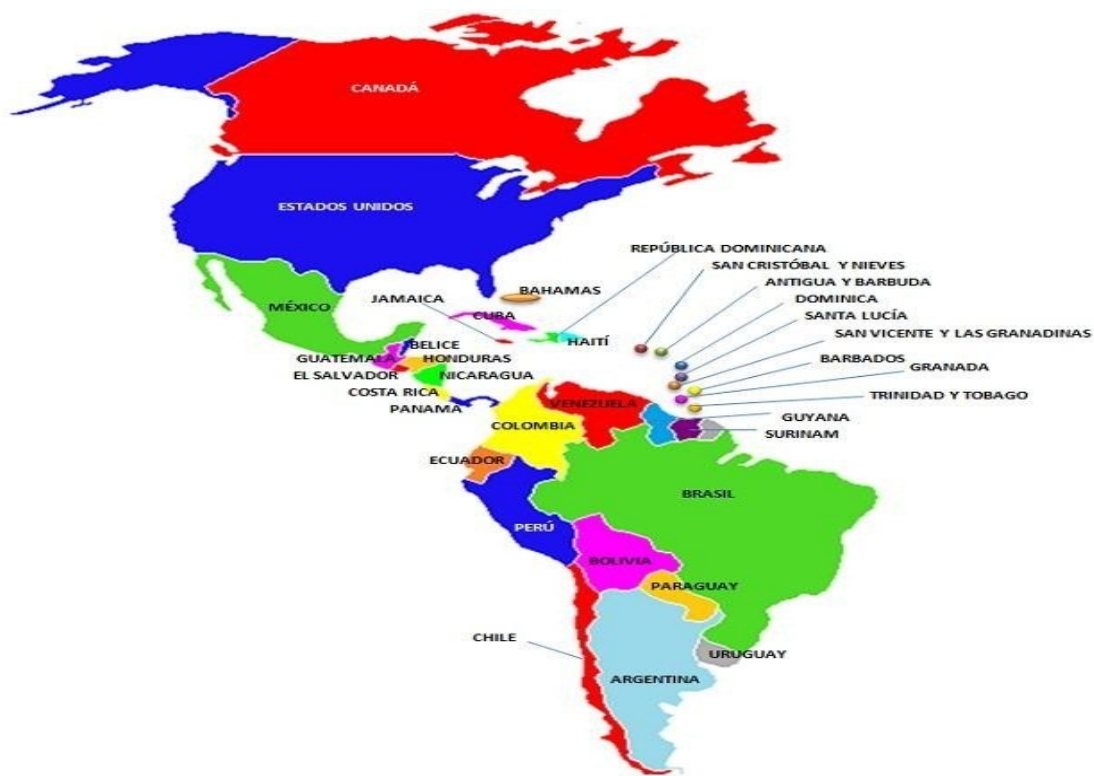 CANADÁ
ESTADOS UNIDOS
REPÚBLICA DOMINICANA
SAN CRISTÓBAL Y NIEVES
ANTIGUA Y BARBUDA
BAHAMAS
JAMAICA
DOMINICA
MÉXICO
CUBA
SANTA LUCÍA
SAN VICENTE Y LAS GRANADINAS
HAITÍ
BELICE
GUATEMALA
HONDURAS
BARBADOS
GRANADA
EL SALVADOR
NICARAGUA
COSTA RICA
TRINIDAD Y TOBAGO
PANAMA
VENEZUELA
GUYANA
COLOMBIA
SURINAM
ECUADOR
BRASIL
PERÚ
BOLIVIA
PARAGUAY
CHILE
URUGUAY
ARGENTINA